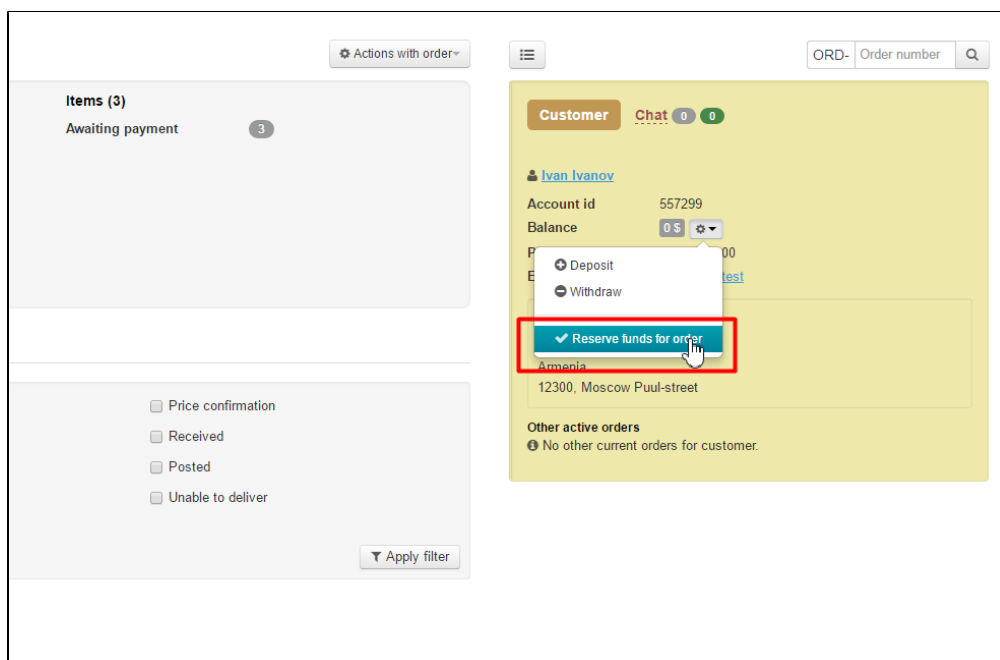 Actions with order
ORD- Order number
Items (3)
Awaiting payment 3
Customer Chat 0 0
Ivan Ivanov
Account id 557299
Balance 0 $
00
Deposit
test
Withdraw
Reserve funds for order
Armenia
12300, Moscow Puul-street
Price confirmation
Received
Posted
Unable to deliver
Other active orders
No other current orders for customer.
Apply filter